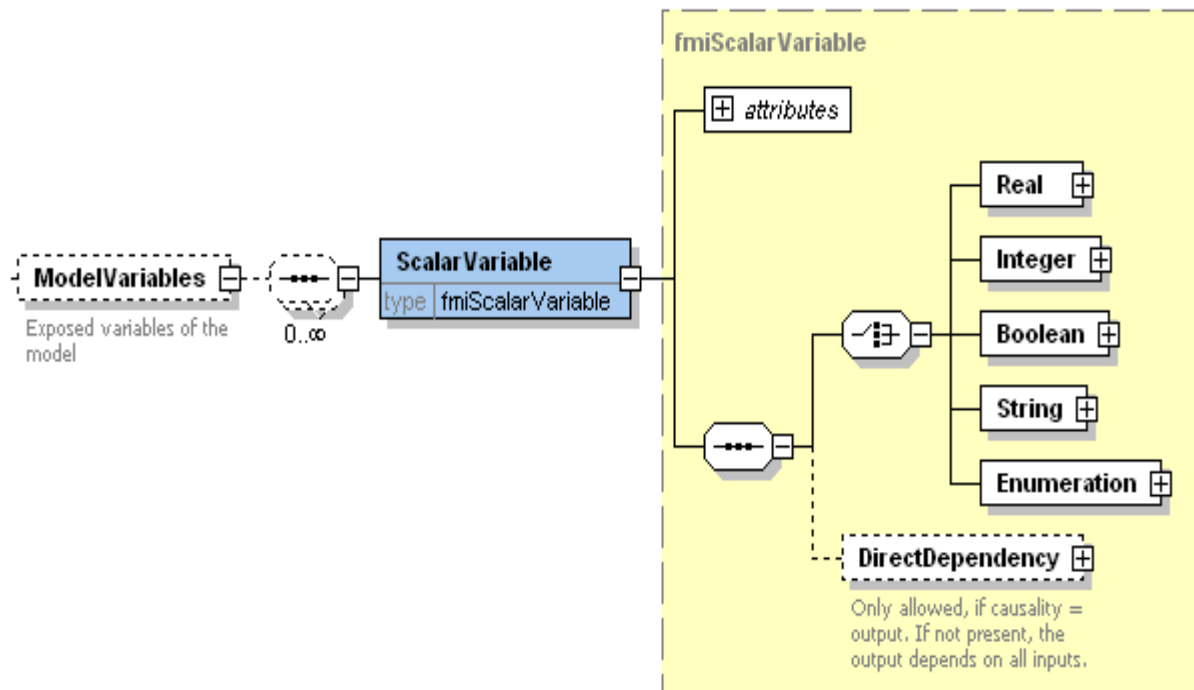 fmiScalarVariable
attributes
Real
Integer
Boolean
String
Enumeration
ModelVariables
Exposed variables of the
model
0..∞
ScalarVariable
type fmiScalarVariable
DirectDependency
Only allowed, if causality =
output. If not present, the
output depends on all inputs.